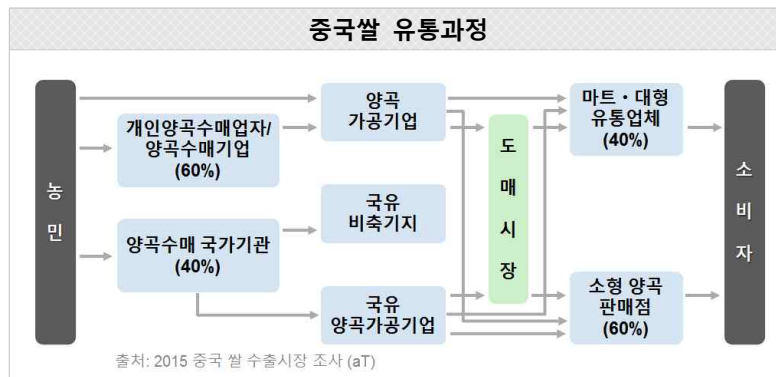 중국쌀 유통과정
농민
개인양곡수매업자/
양곡수매기업
(60%)
양곡수매 국가기관
(40%)
양곡
가공기업
국유
비축기지
국유
양곡가공기업
도매시장
마트・대형
유통업체
(40%)
소형 양곡
판매점
(60%)
소비자
출처: 2015 중국 쌀 수출시장 조사 (aT)